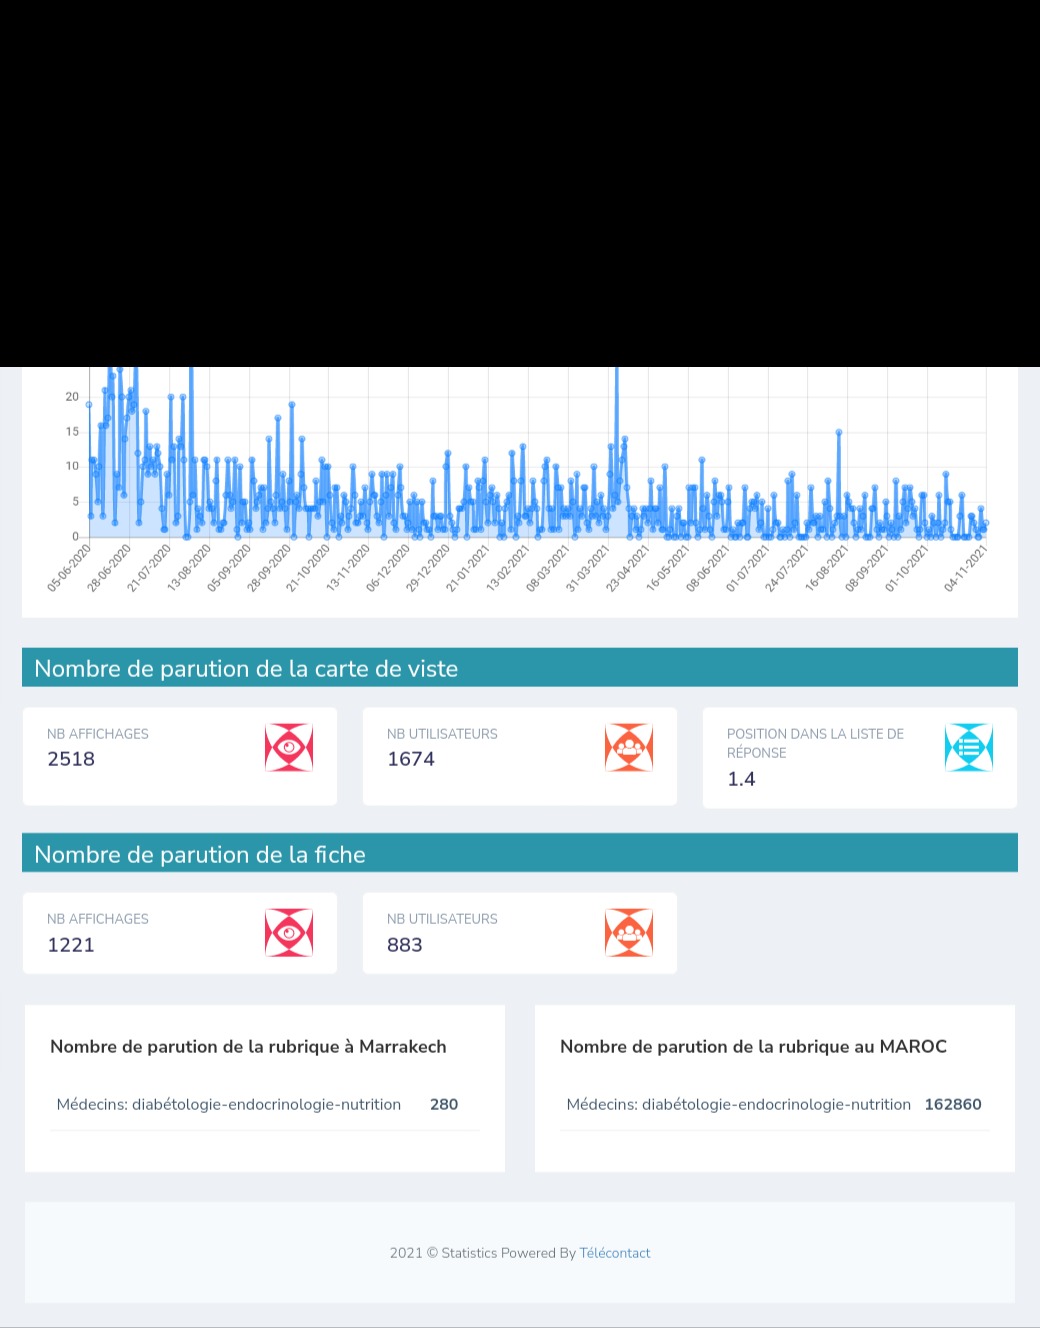 20
15
10
5
0
05-06-2020
28-06-2020
21-07-2020
13-08-2020
05-09-2020
28-09-2020
21-10-2020
13-11-2020
06-12-2020
29-12-2020
21-01-2021
13-02-2021
08-03-2021
31-03-2021
23-04-2021
16-05-2021
08-06-2021
01-07-2021
24-07-2021
16-08-2021
08-09-2021
01-10-2021
04-11-2021
Nombre de parution de la carte de viste
NB AFFICHAGES
2518
NB UTILISATEURS
1674
POSITION DANS LA LISTE DE
RÉPONSE
1.4
Nombre de parution de la fiche
NB AFFICHAGES
1221
NB UTILISATEURS
883
Nombre de parution de la rubrique à Marrakech
Médecins: diabétologie-endocrinologie-nutrition 280
Nombre de parution de la rubrique au MAROC
Médecins: diabétologie-endocrinologie-nutrition 162860
2021 © Statistics Powered By Télécontact